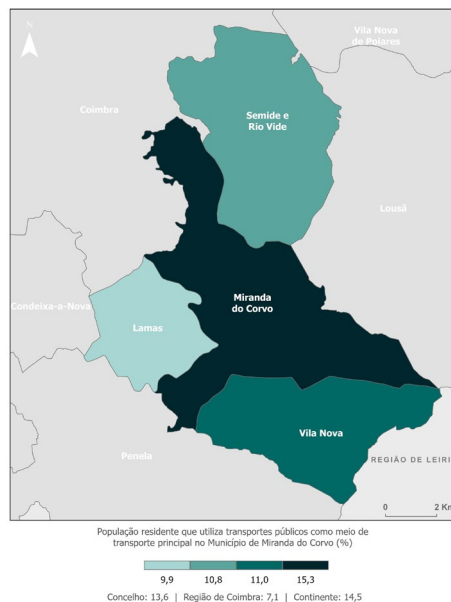 N
Vila Nova
de Poiares
Coimbra
Semide e
Rio Vide
Lousã
Condeixa-a-Nova
Miranda
do Corvo
Lamas
Vila Nova
Penela
REGIÃO DE LEIRI
0 2 Km
População residente que utiliza transportes públicos como meio de
transporte principal no Município de Miranda do Corvo (%)
9,9 10,8 11,0 15,3
Concelho: 13,6 | Região de Coimbra: 7,1 | Continente: 14,5